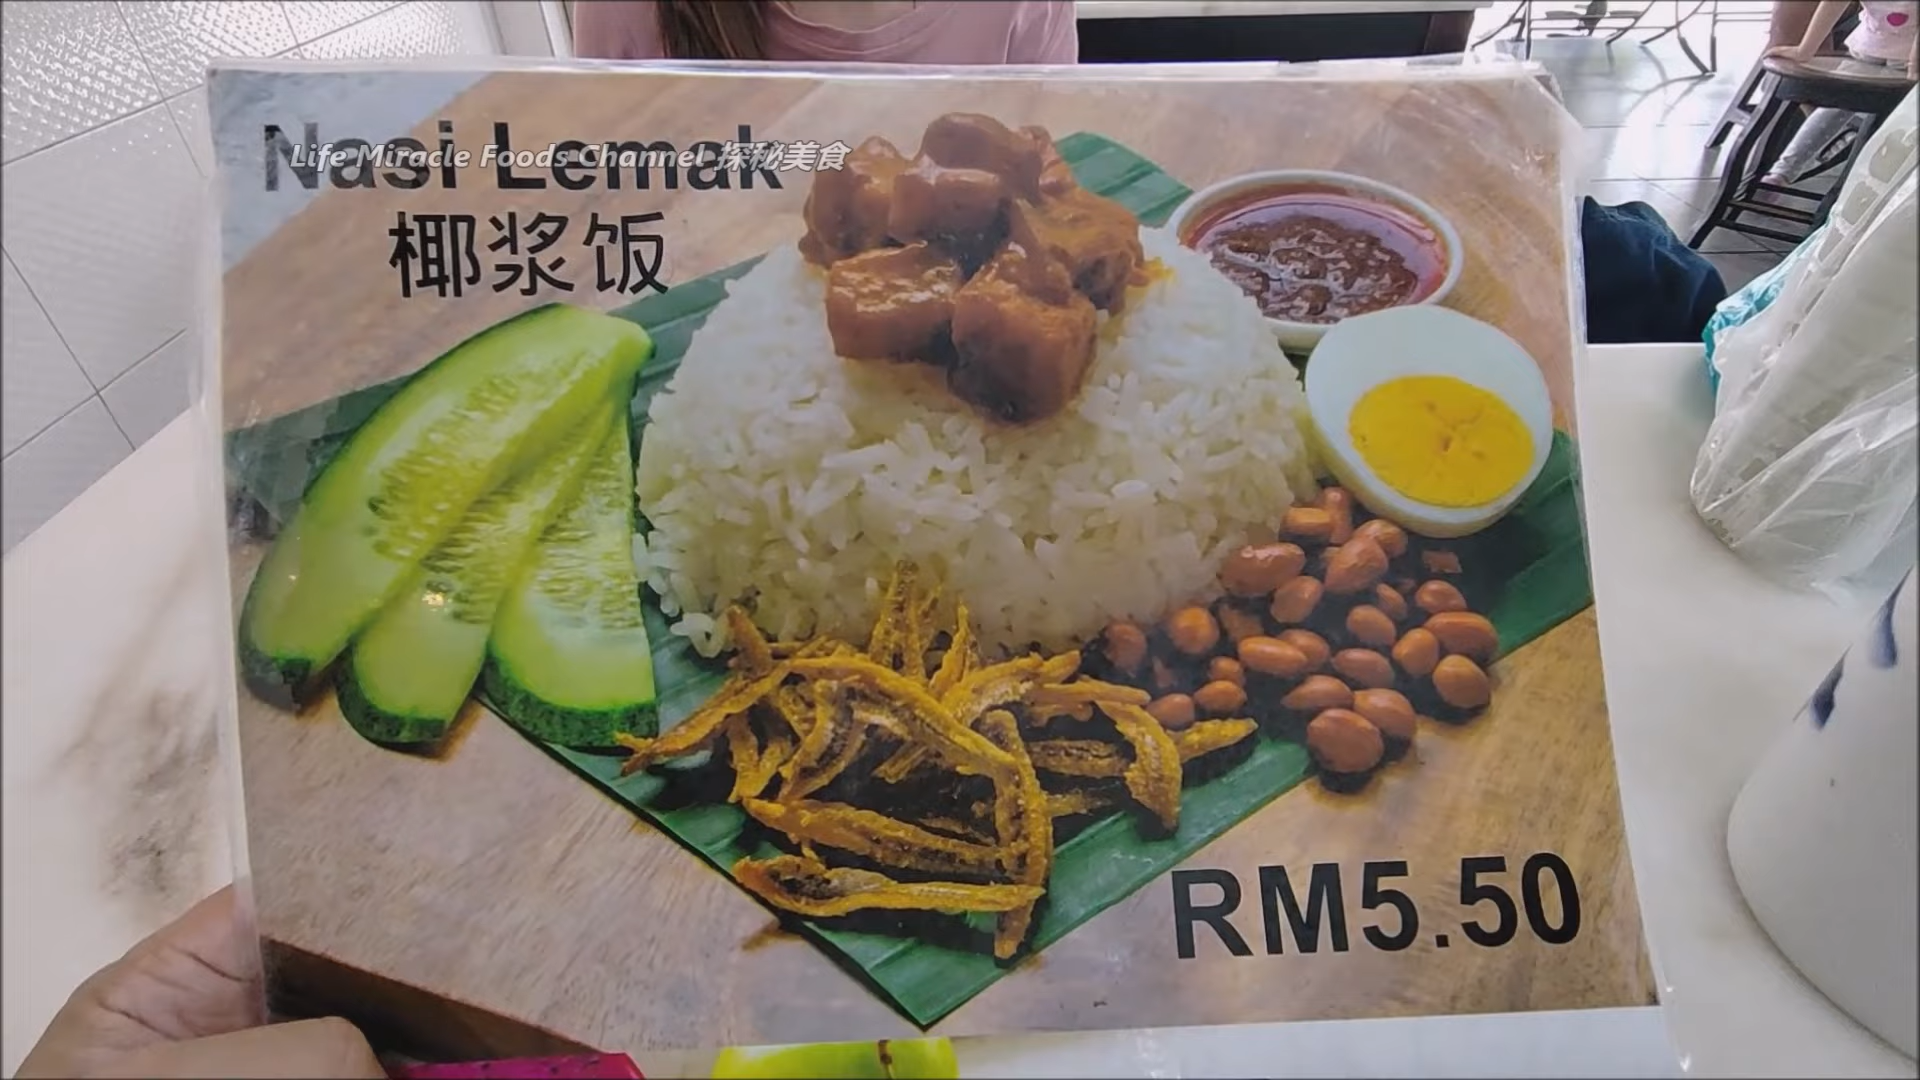 Nasi Lemak
Life Miracle Foods Channel 探秘美食
椰浆饭
RM5.50